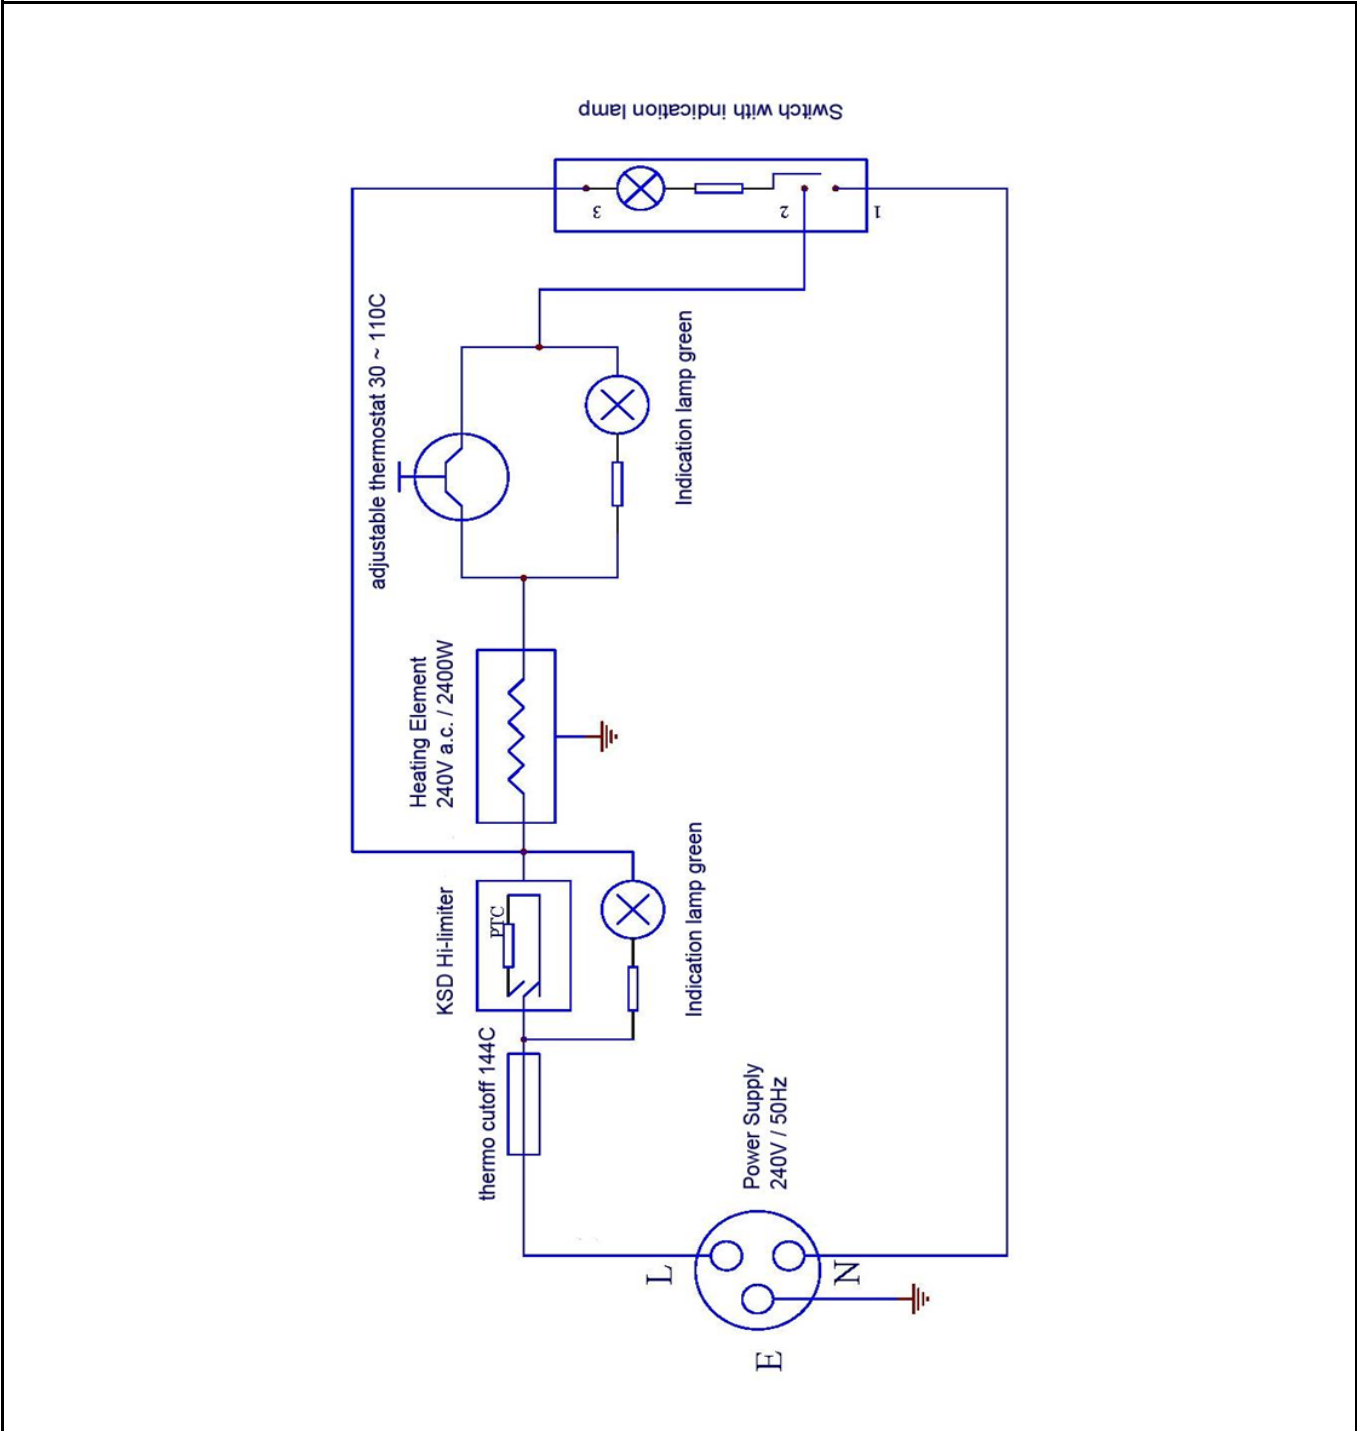 Switch with indication lamp
3
2
1
adjustable thermostat 30 ~ 110C
Indication lamp green
Heating Element
240V a.c. / 2400W
KSD Hi-limiter
PTC
Indication lamp green
thermo cutoff 144C
Power Supply
240V / 50Hz
L
N
E